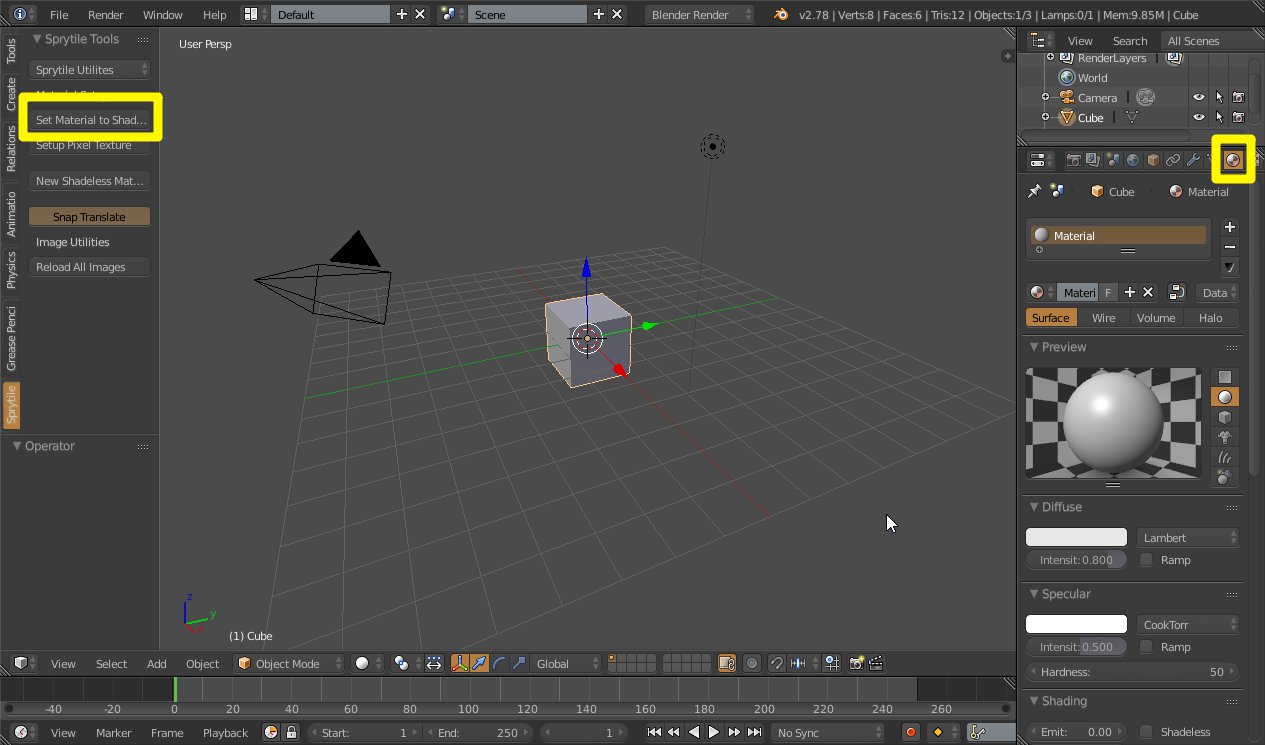 File Render Window Help Default Scene Blender Render v2.78 | Verts:8 | Faces:6 | Tris:12 | Objects:1/3 | Lamps:0/1 | Mem:9.85M | Cube
Sprytile Tools
Sprytile Utilites
Set Material to Shad...
Setup Pixel Texture
New Shadeless Mat...
Snap Translate
Image Utilities
Reload All Images
Tools
Create
Relations
Animatio
Physics
Grease Penci
Sprytile
Operator
User Persp
z
y
x
(1) Cube
View Search All Scenes
RenderLayers
World
Camera
Cube
Cube Material
Material
Materi F Data
Surface Wire Volume Halo
Preview
Diffuse
Lambert
Intensit: 0.800 Ramp
Specular
CookTorr
Intensit: 0.500 Ramp
Hardness: 50
Shading
Emit: 0.00 Shadeless
View Select Add Object Object Mode Global
-40 -20 0 20 40 60 80 100 120 140 160 180 200 220 240 260
View Marker Frame Playback Start: 1 End: 250 1 No Sync